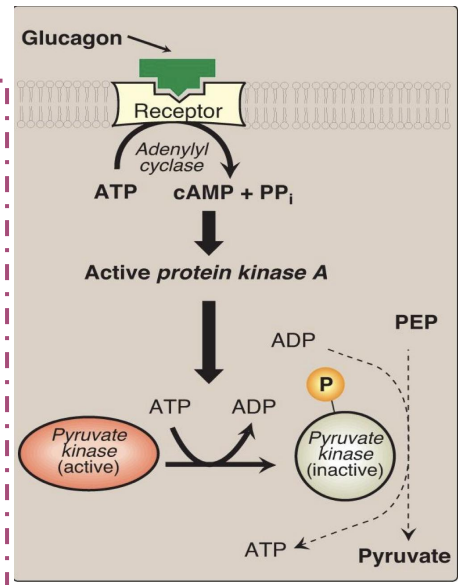 Glucagon
Receptor
Adenylyl
cyclase
ATP
cAMP + PPi
Active protein kinase A
PEP
ADP
P
ATP
ADP
Pyruvate
kinase
(active)
Pyruvate
kinase
(inactive)
ATP
Pyruvate